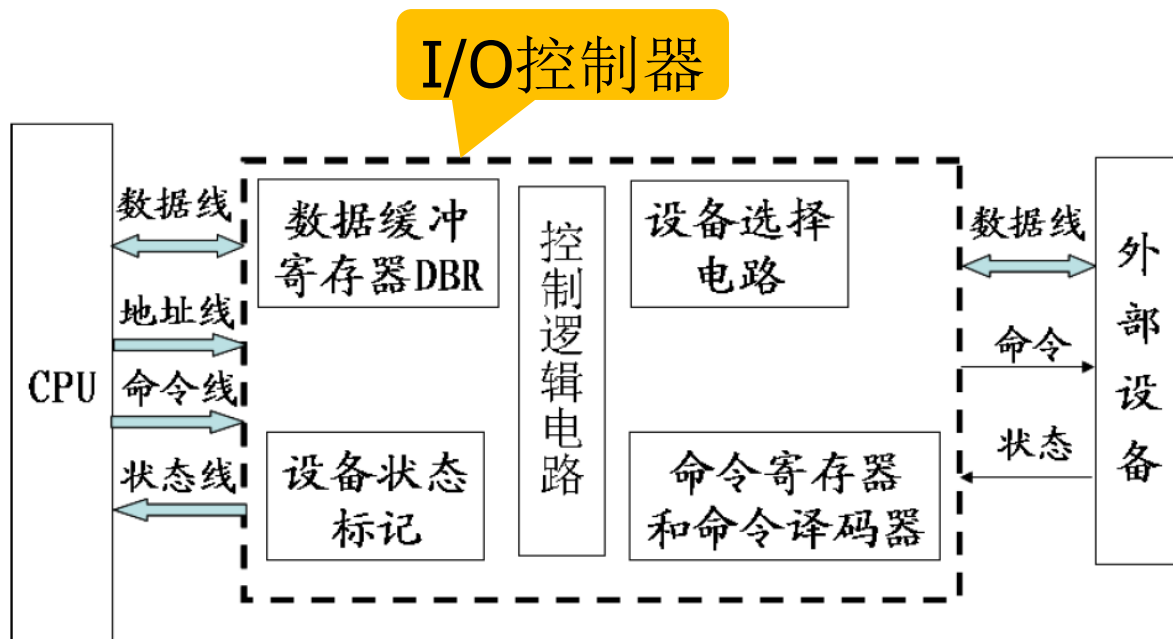 I/O控制器
CPU
数据线
地址线
命令线
状态线
数据缓冲
寄存器DBR
设备状态
标记
控制逻辑电路
设备选择
电路
命令寄存器
和命令译码器
数据线
命令
状态
外部设备